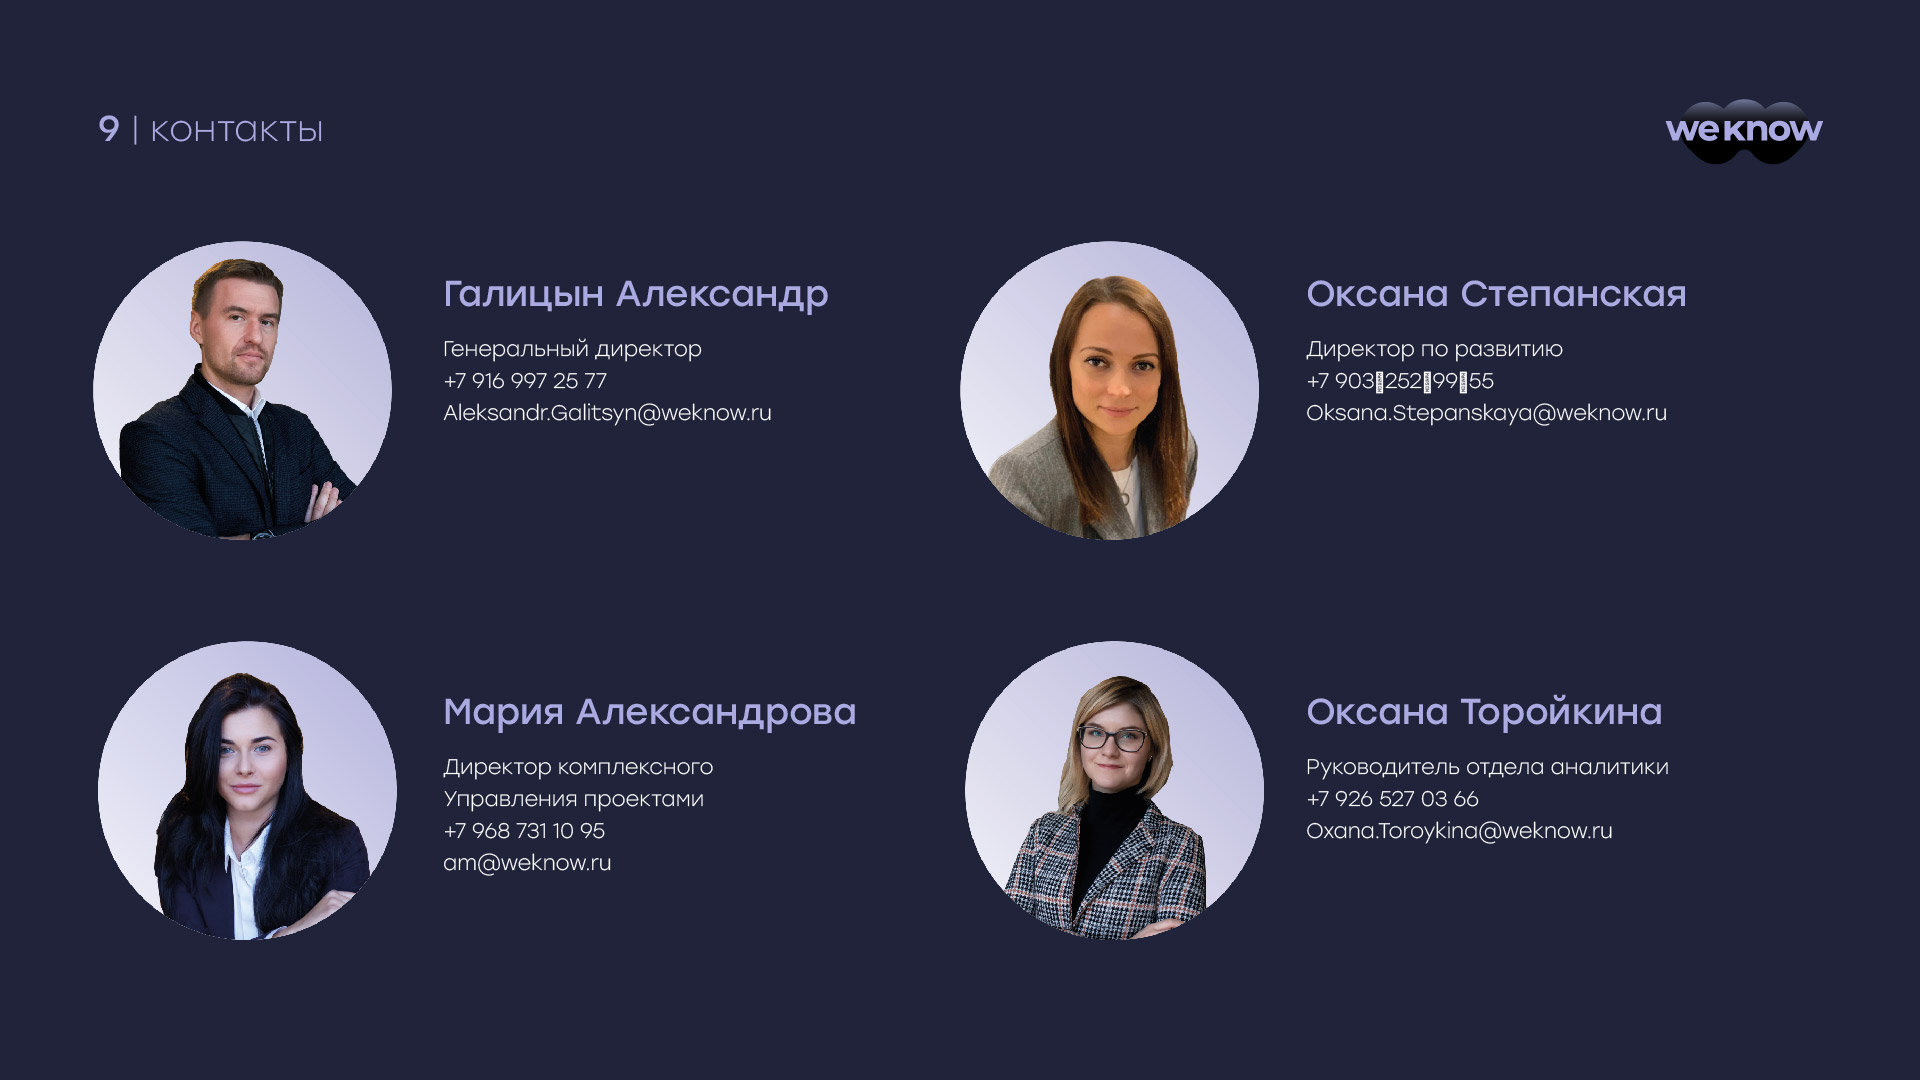 9 | контакты
we know
Галицын Александр
Генеральный директор
+7 916 997 25 77
Aleksandr.Galitsyn@weknow.ru
Оксана Степанская
Директор по развитию
+7 903 252 99 55
Oksana.Stepanskaya@weknow.ru
Мария Александрова
Директор комплексного
Управления проектами
+7 968 731 10 95
am@weknow.ru
Оксана Торойкина
Руководитель отдела аналитики
+7 926 527 03 66
Oxana.Toroykina@weknow.ru